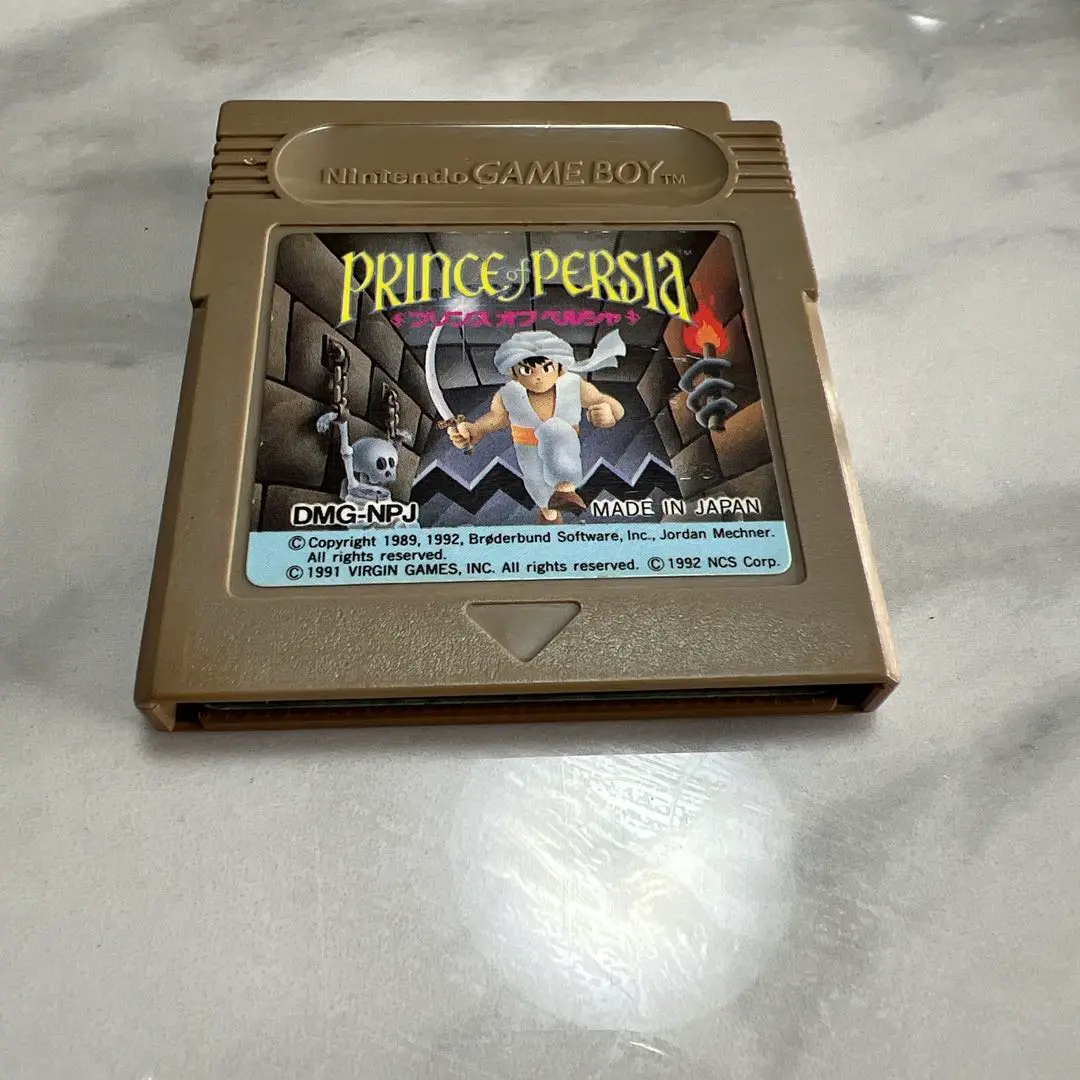 Nintendo GAME BOY TM
PRINCE of PERSIA TM
プリンス オブ ペルシャ
DMG-NPJ
MADE IN JAPAN
© Copyright 1989, 1992, Brøderbund Software, Inc., Jordan Mechner.
All rights reserved.
© 1991 VIRGIN GAMES, INC. All rights reserved. © 1992 NCS Corp.